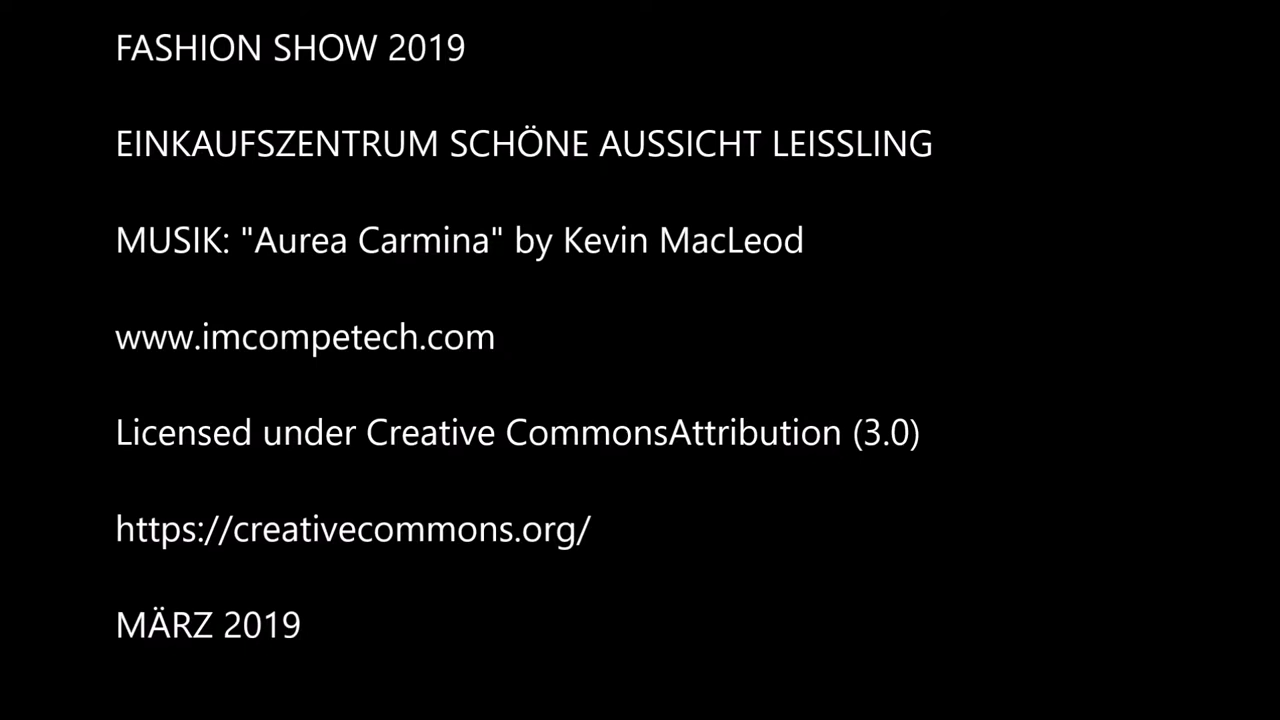 FASHION SHOW 2019
EINKAUFSZENTRUM SCHÖNE AUSSICHT LEISSLING
MUSIK: "Aurea Carmina" by Kevin MacLeod
www.imcompetech.com
Licensed under Creative CommonsAttribution (3.0)
https://creativecommons.org/
MÄRZ 2019